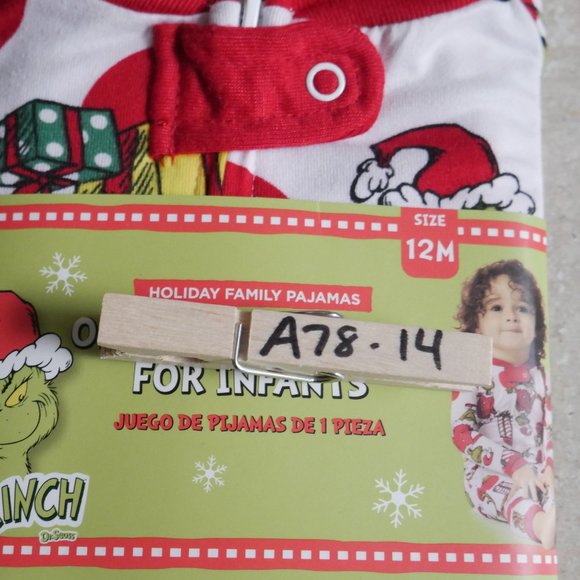 SIZE
12M
HOLIDAY FAMILY PAJAMAS
A78-14
FOR INFANTS
JUEGO DE PIJAMAS DE 1 PIEZA
INCH
Dr. Seuss